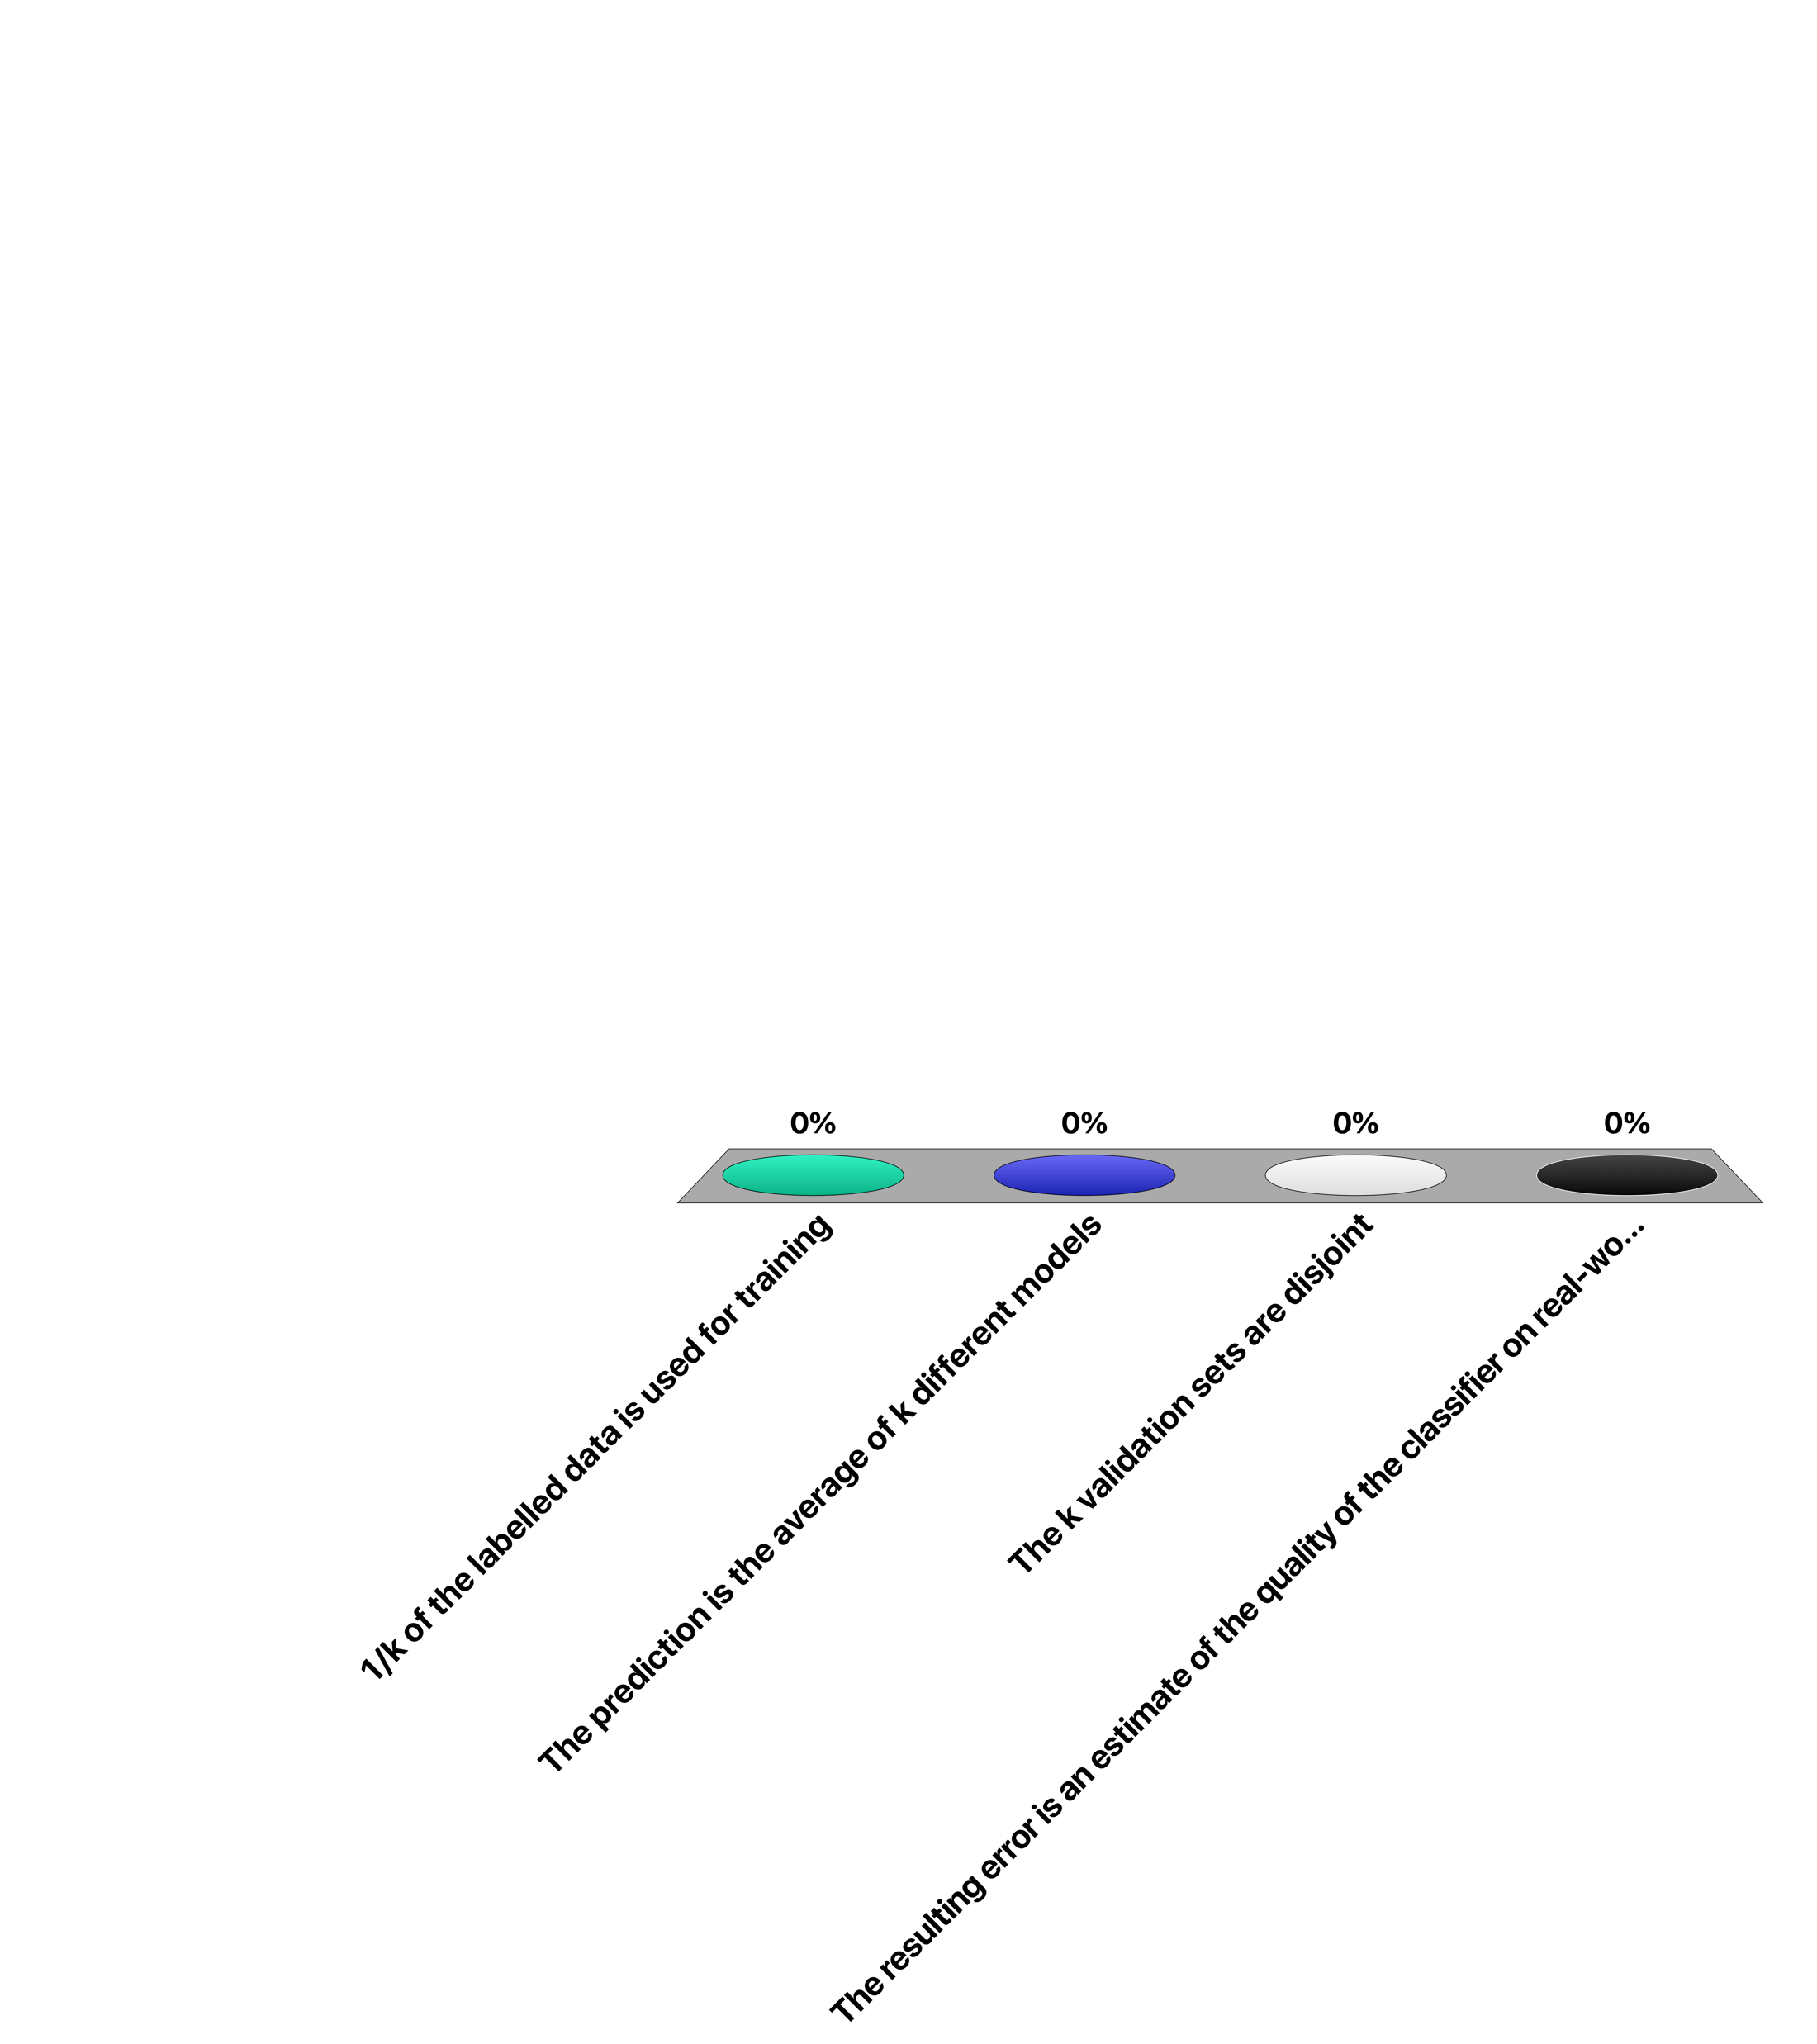 0%
0%
0%
0%
1/k of the labelled data is used for training
The prediction is the average of k different models
The k validation sets are disjoint
The resulting error is an estimate of the quality of the classifier on real-wo...